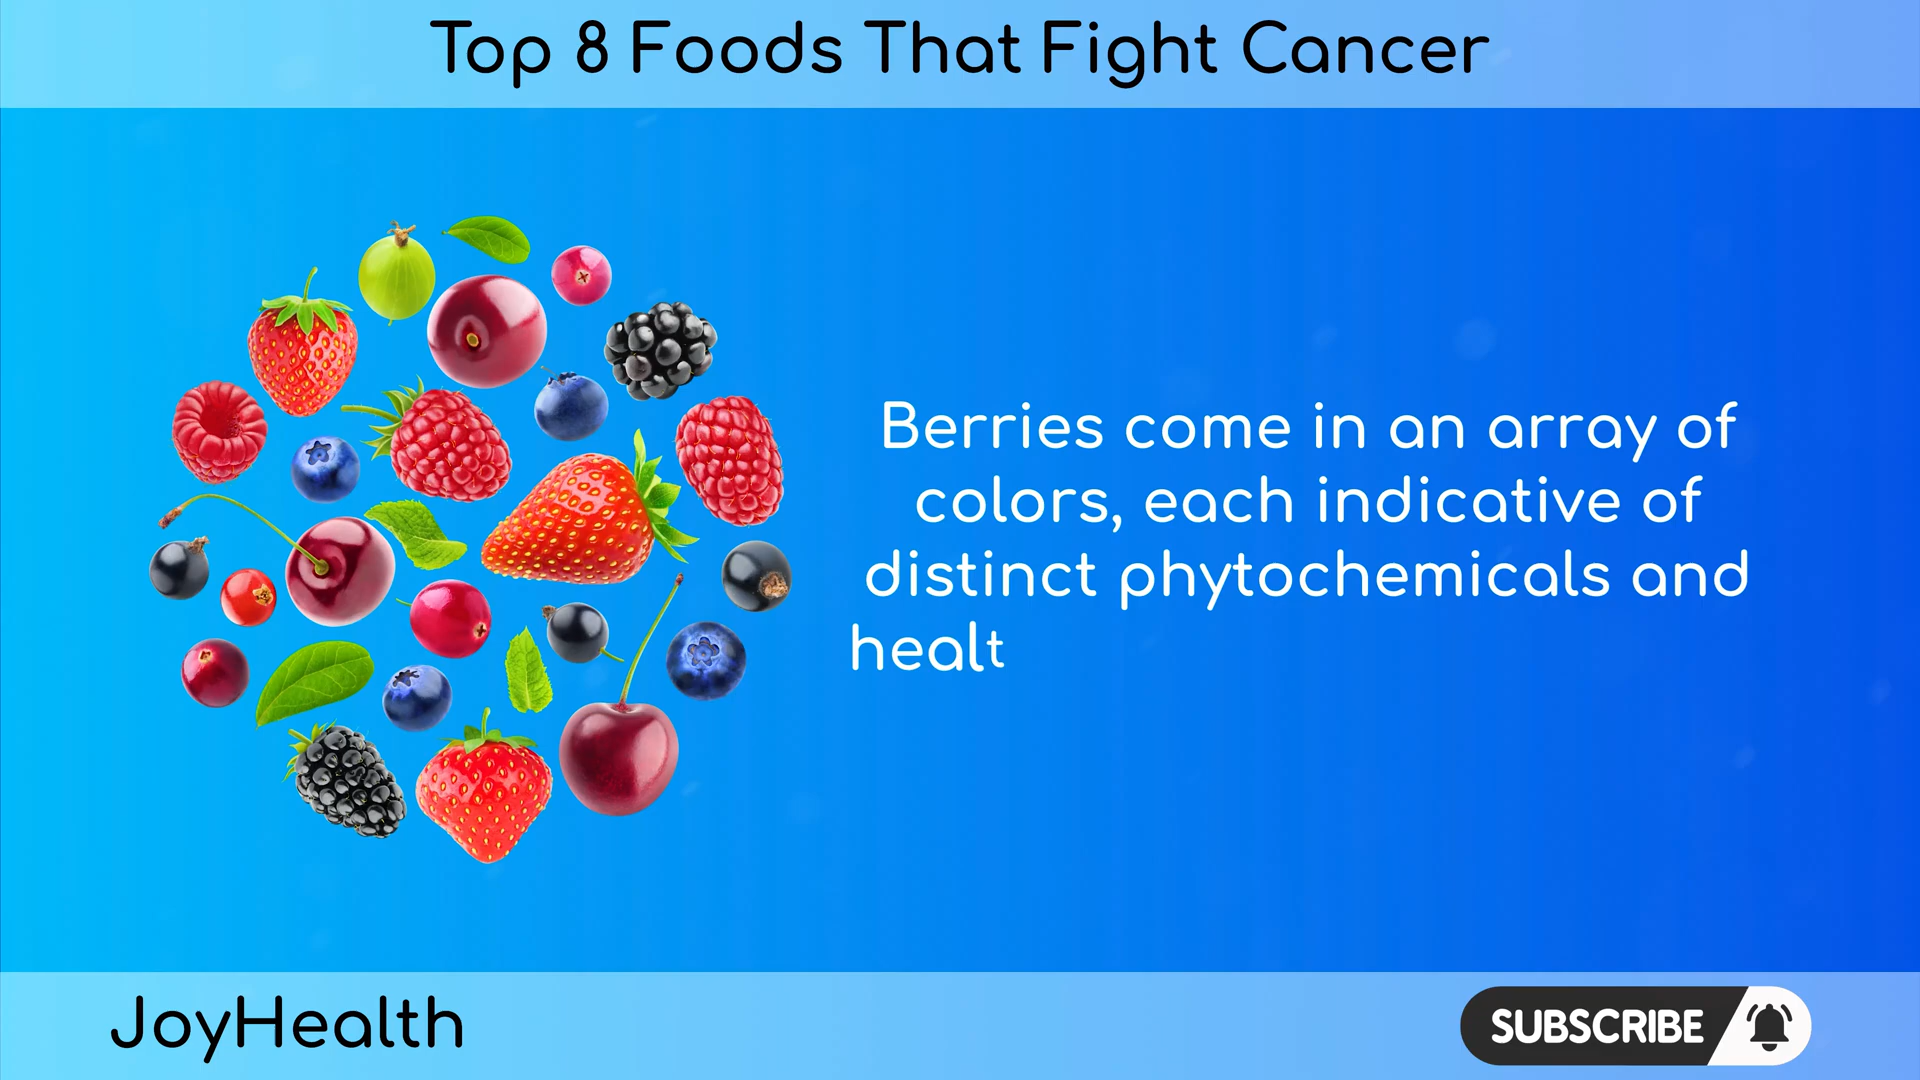 Top 8 Foods That Fight Cancer
Berries come in an array of
colors, each indicative of
distinct phytochemicals and
healt
JoyHealth
SUBSCRIBE